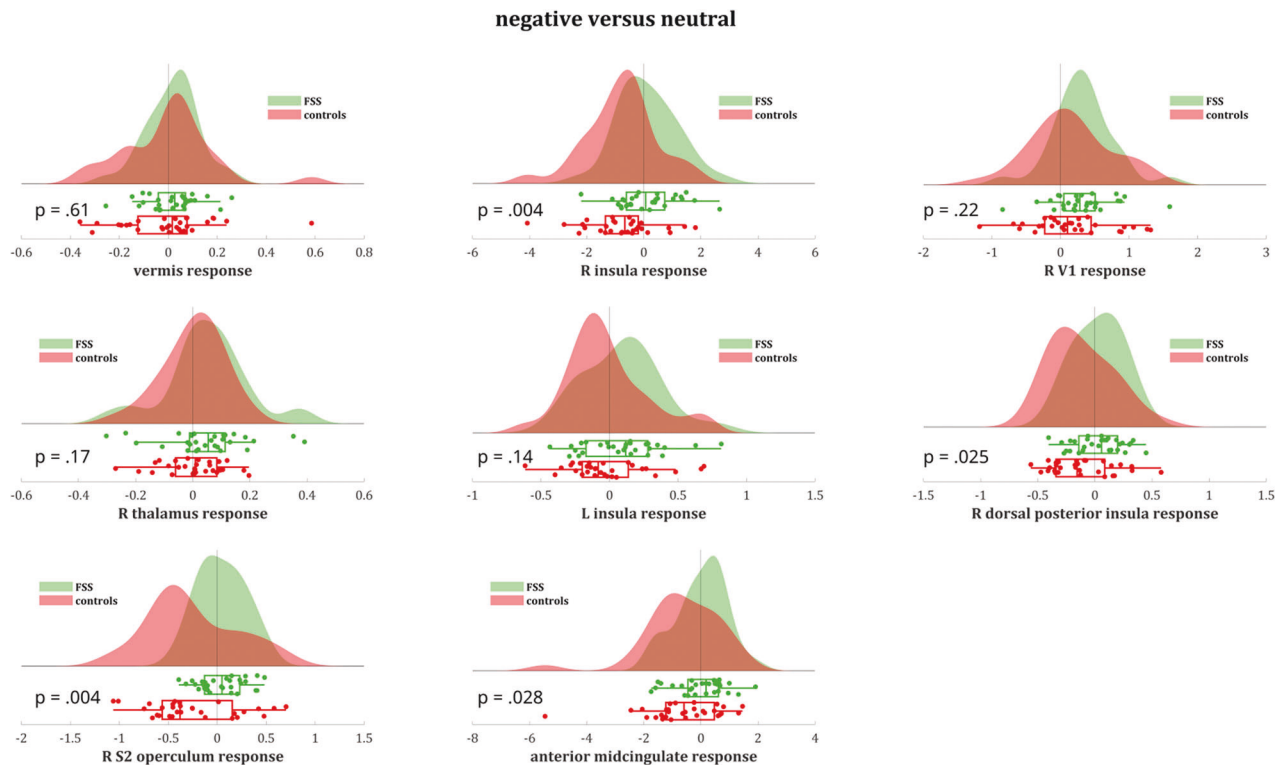 negative versus neutral
FSS
controls
p = .61
-0.6 -0.4 -0.2 0 0.2 0.4 0.6 0.8
vermis response
FSS
controls
p = .004
-6 -4 -2 0 2 4 6
R insula response
FSS
controls
p = .22
-2 -1 0 1 2 3
R V1 response
FSS
controls
p = .17
-0.6 -0.4 -0.2 0 0.2 0.4 0.6
R thalamus response
FSS
controls
p = .14
-1 -0.5 0 0.5 1 1.5
L insula response
FSS
controls
p = .025
-1.5 -1 -0.5 0 0.5 1 1.5
R dorsal posterior insula response
FSS
controls
p = .004
-2 -1.5 -1 -0.5 0 0.5 1 1.5
R S2 operculum response
FSS
controls
p = .028
-8 -6 -4 -2 0 2 4
anterior midcingulate response